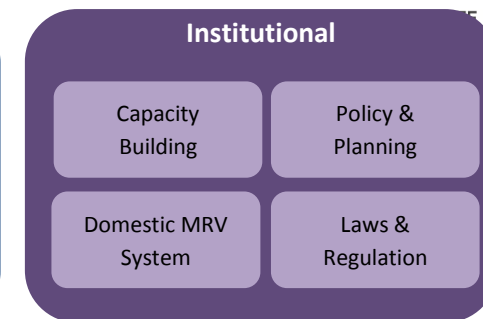 Institutional
Capacity
Building
Policy &
Planning
Domestic MRV
System
Laws &
Regulation